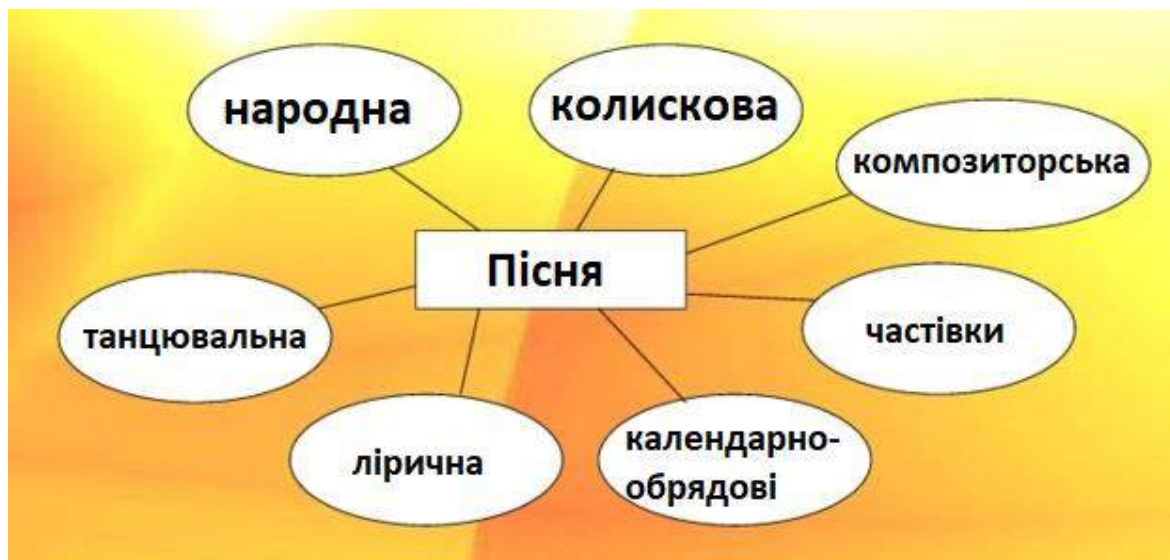 народна
колискова
композиторська
Пісня
танцювальна
частівки
лірична
календарно-
обрядові